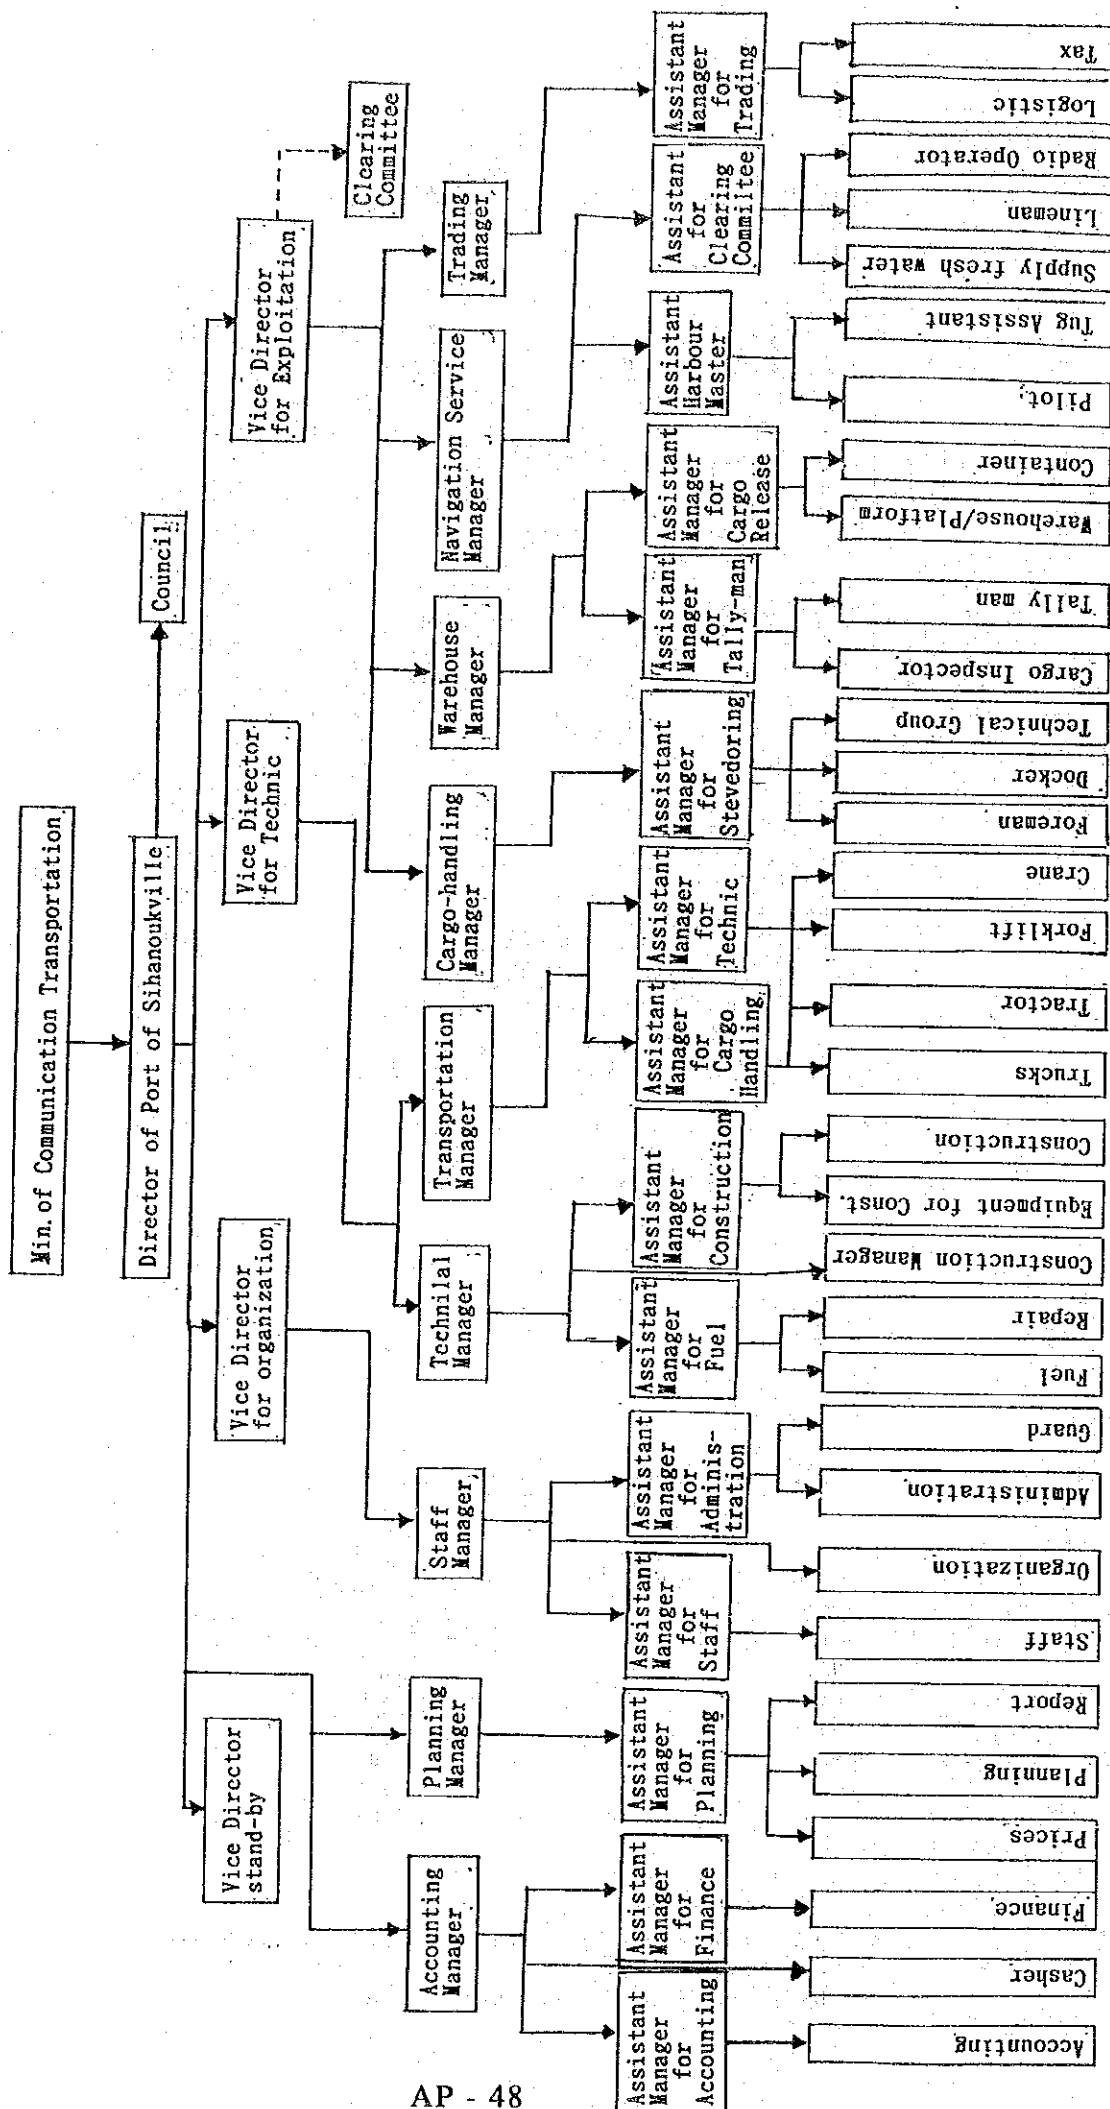 Min. of Communication Transportation
Director of Port of Sihanoukville
Council
Vice Dircctor
stand-by
Vice Director
for organization
Vice Director
for Technic
Vice Director
for Exploitation
Clearing
Committee
Accounting
Manager
Planning
Manager
Staff
Manager
Technilal
Manager
Transportation
Manager
Cargo-handling
Manager
Warehouse
Manager
Navigation Service
Manager
Trading
Manager
Assistant
Manager
for
Accounting
Assistant
Manager
for
Finance
Assistant
Manager
for
Planning
Assistant
Manager
for
Staff
Assistant
Manager
for
Adminis-
tration
Assistant
Manager
for
Fuel
Assistant
Manager
for
Construction
Assistant
Manager
for
Cargo
Handling
Assistant
Manager
for
Technic
Assistant
Manager
for
Stevedoring
Assistant
Manager
for
Tally-man
Assistant
Manager
for
Cargo
Release
Assistant
Harbour
Master
Assistant
for
Clearing
Committee
Assistant
Manager
for
Trading
Accounting
Casher
Finance
Prices
Planning
Report
Staff
Organization
Administration
Guard
Fuel
Repair
Construction Manager
Equipment for Const.
Construction
Trucks
Tractor
Forklift
Crane
Foreman
Docker
Technical Group
Cargo Inspector
Tally man
Warehouse/Platform
Container
Pilot
Tug Assistant
Supply fresh water
Lineman
Radio Operator
Logistic
Tax
AP - 48